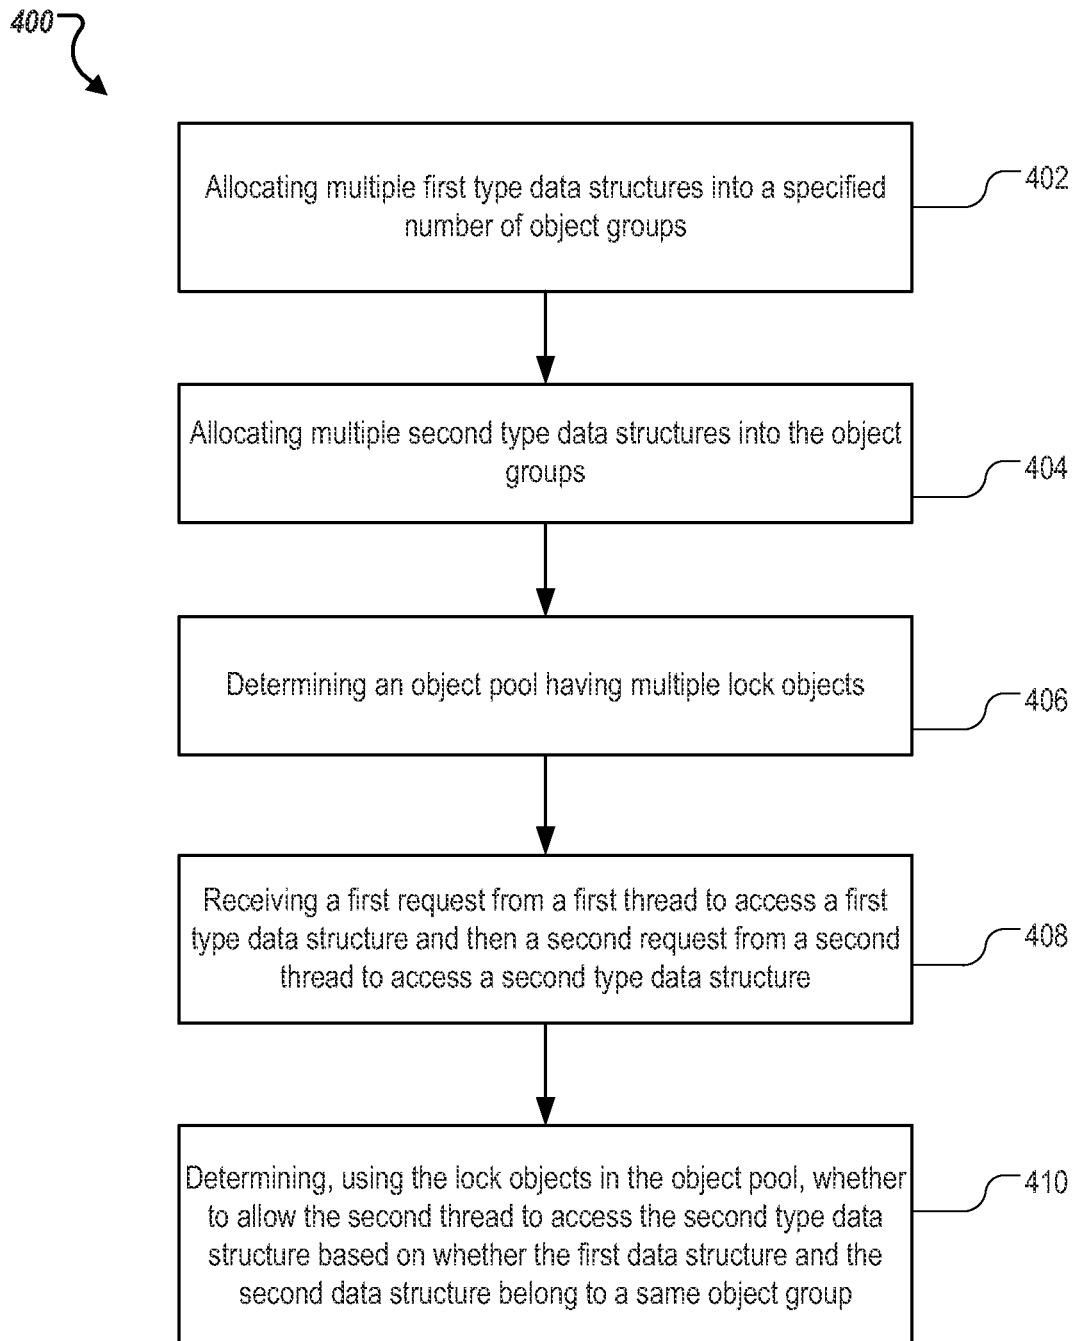 400
Allocating multiple first type data structures into a specified
number of object groups
402
Allocating multiple second type data structures into the object
groups
404
Determining an object pool having multiple lock objects
406
Receiving a first request from a first thread to access a first
type data structure and then a second request from a second
thread to access a second type data structure
408
Determining, using the lock objects in the object pool, whether
to allow the second thread to access the second type data
structure based on whether the first data structure and the
second data structure belong to a same object group
410